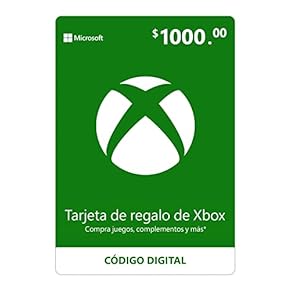 Microsoft
$1000.00
Tarjeta de regalo de Xbox
Compra juegos, complementos y más*
CÓDIGO DIGITAL